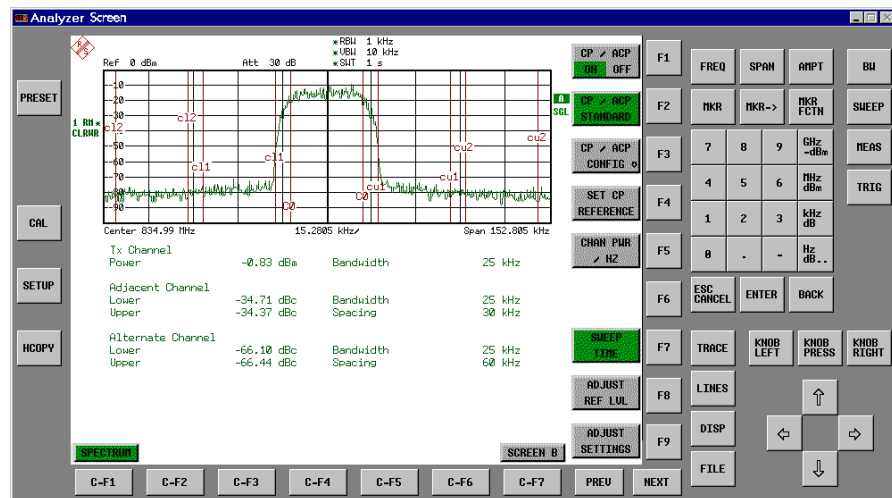 Analyzer Screen
* RBW 1 kHz
* VBW 10 kHz
Ref 0 dBm Att 30 dB * SWT 1 s
-10
-20
-30
-50
-60
-70
-80
-90
1 RM *
CLRWR
A
SGL
cl2
cl2
cl1
cl1
C0
C0
cu1
cu1
cu2
cu2
Center 834.99 MHz 15.2805 kHz/ Span 152.805 kHz
Tx Channel
Power -0.83 dBm Bandwidth 25 kHz
Adjacent Channel
Lower -34.71 dBc Bandwidth 25 kHz
Upper -34.37 dBc Spacing 30 kHz
Alternate Channel
Lower -66.10 dBc Bandwidth 25 kHz
Upper -66.44 dBc Spacing 60 kHz
SPECTRUM
SCREEN B
PRESET
CAL
SETUP
HCOPY
CP / ACP
ON OFF
CP / ACP
STANDARD
CP / ACP
CONFIG
SET CP
REFERENCE
CHAN PWR
/ HZ
SWEEP
TIME
ADJUST
REF LVL
ADJUST
SETTINGS
F1
F2
F3
F4
F5
F6
F7
F8
F9
C-F1 C-F2 C-F3 C-F4 C-F5 C-F6 C-F7 PREV NEXT
FREQ SPAN AMPT BW
MKR MKR-> MKR
FCTN SWEEP
7 8 9 GHz
-dBm MEAS
4 5 6 MHz
dBm TRIG
1 2 3 kHz
dB
0 . - Hz
dB..
ESC
CANCEL ENTER BACK
TRACE
KNOB
LEFT
KNOB
PRESS
KNOB
RIGHT
LINES
DISP
FILE